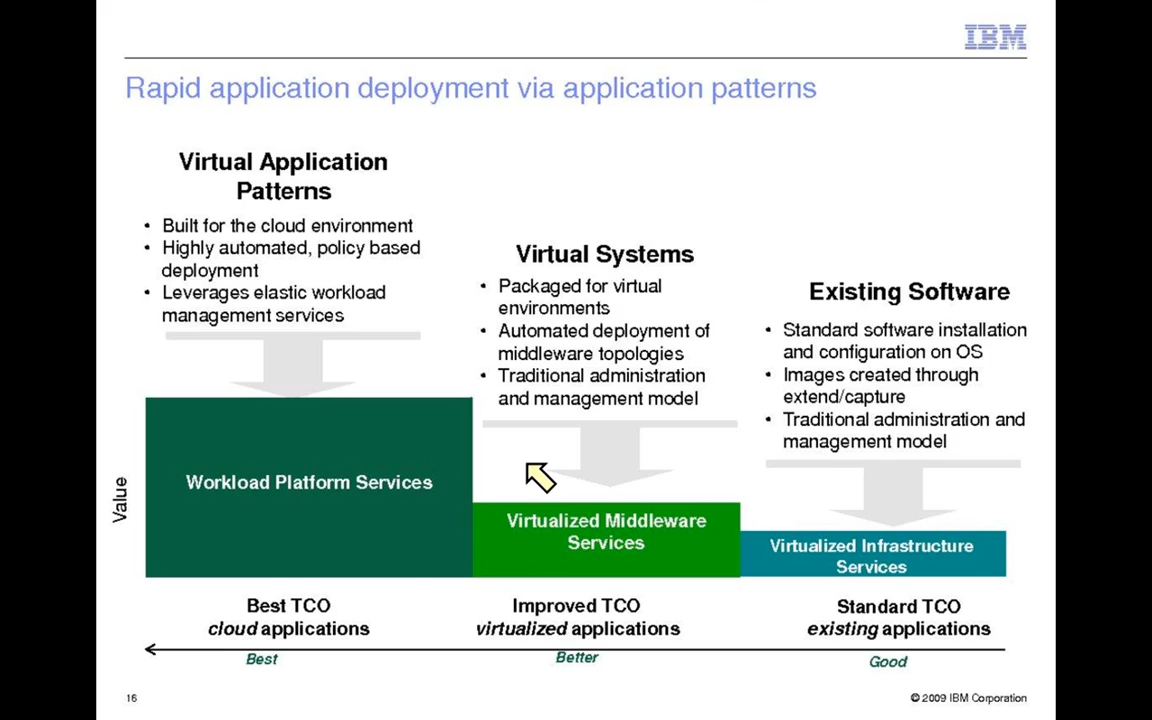 IBM
Rapid application deployment via application patterns
Virtual Application
Patterns
• Built for the cloud environment
• Highly automated, policy based
deployment
• Leverages elastic workload
management services
Virtual Systems
• Packaged for virtual
environments
• Automated deployment of
middleware topologies
• Traditional administration
and management model
Existing Software
• Standard software installation
and configuration on OS
• Images created through
extend/capture
• Traditional administration and
management model
Value
Workload Platform Services
Virtualized Middleware
Services
Virtualized Infrastructure
Services
Best TCO
cloud applications
Improved TCO
virtualized applications
Standard TCO
existing applications
Best
Better
Good
16
© 2009 IBM Corporation